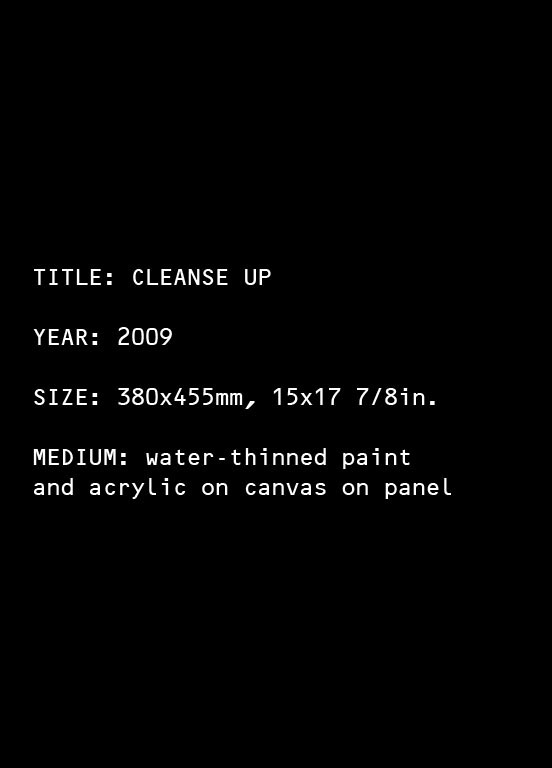 TITLE: CLEANSE UP
YEAR: 2009
SIZE: 380x455mm, 15x17 7/8in.
MEDIUM: water-thinned paint
and acrylic on canvas on panel